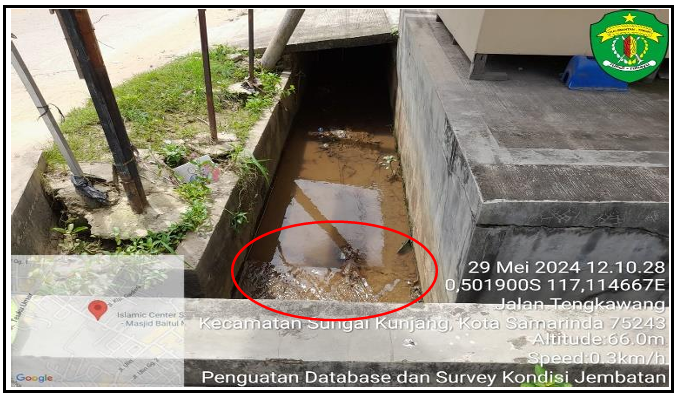 29 Mei 2024 12.10.28
0,501900S 117,114667E
Jalan Tengkawang
Kecamatan Sungai Kunjang, Kota Samarinda 75243
Altitude:66.0m
Speed:0.3km/h
Penguatan Database dan Survey Kondisi Jembatan
Islamic Center S
- Masjid Baitul M
Google